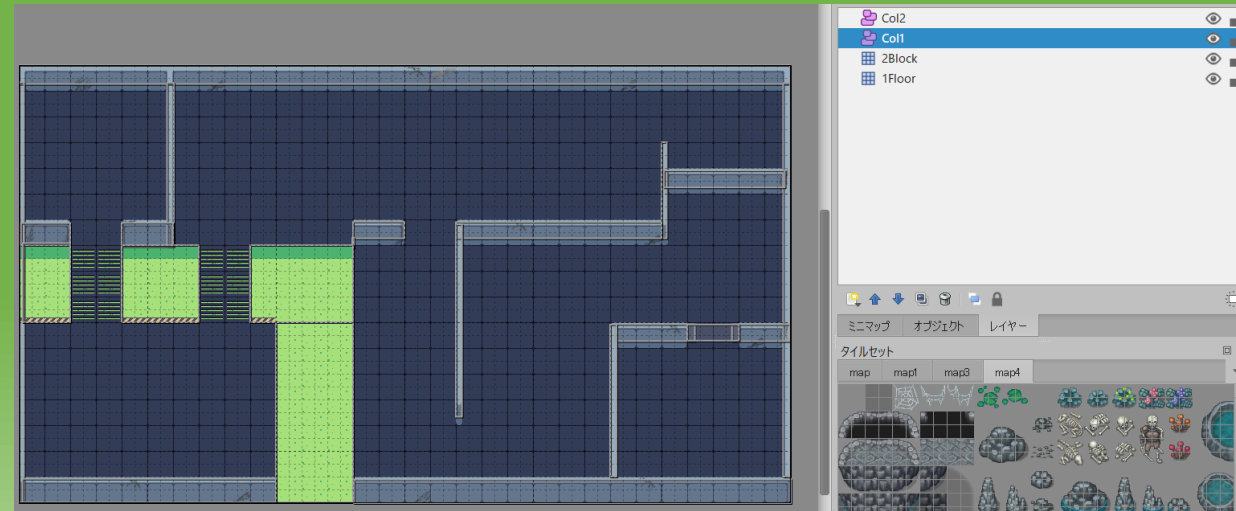 Col2
Col1
2Block
1Floor
ミニマップ オブジェクト レイヤー
タイルセット
map map1 map3 map4